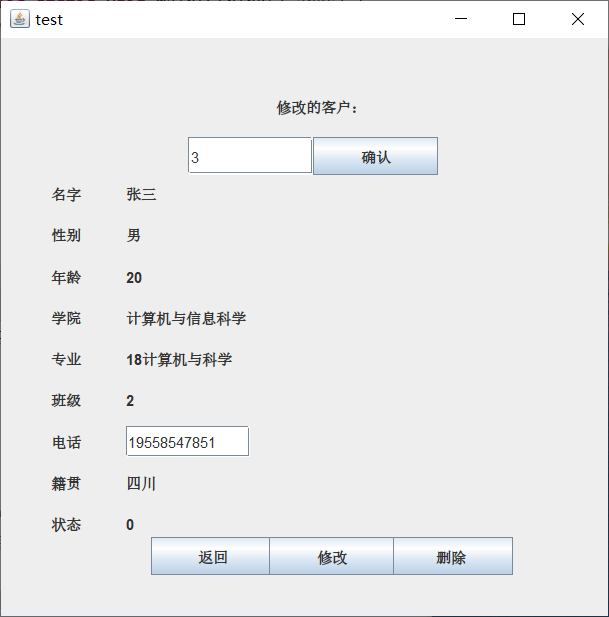 test
修改的客户：
3 确认
名字 张三
性别 男
年龄 20
学院 计算机与信息科学
专业 18计算机与科学
班级 2
电话 19558547851
籍贯 四川
状态 0
返回 修改 删除